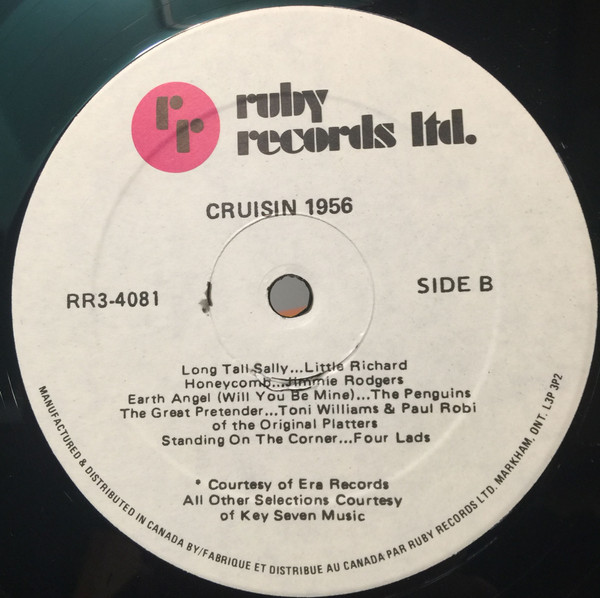 rr
ruby
records ltd.
CRUISIN 1956
RR3-4081
SIDE B
Long Tall Sally...Little Richard
Honeycomb...Jimmie Rodgers
Earth Angel (Will You Be Mine)...The Penguins
The Great Pretender...Toni Williams & Paul Robi
of the Original Platters
Standing On The Corner...Four Lads
* Courtesy of Era Records
All Other Selections Courtesy
of Key Seven Music
MANUFACTURED & DISTRIBUTED IN CANADA BY/FABRIQUE ET DISTRIBUE AU CANADA PAR RUBY RECORDS LTD. MARKHAM, ONT. L3P 3P2